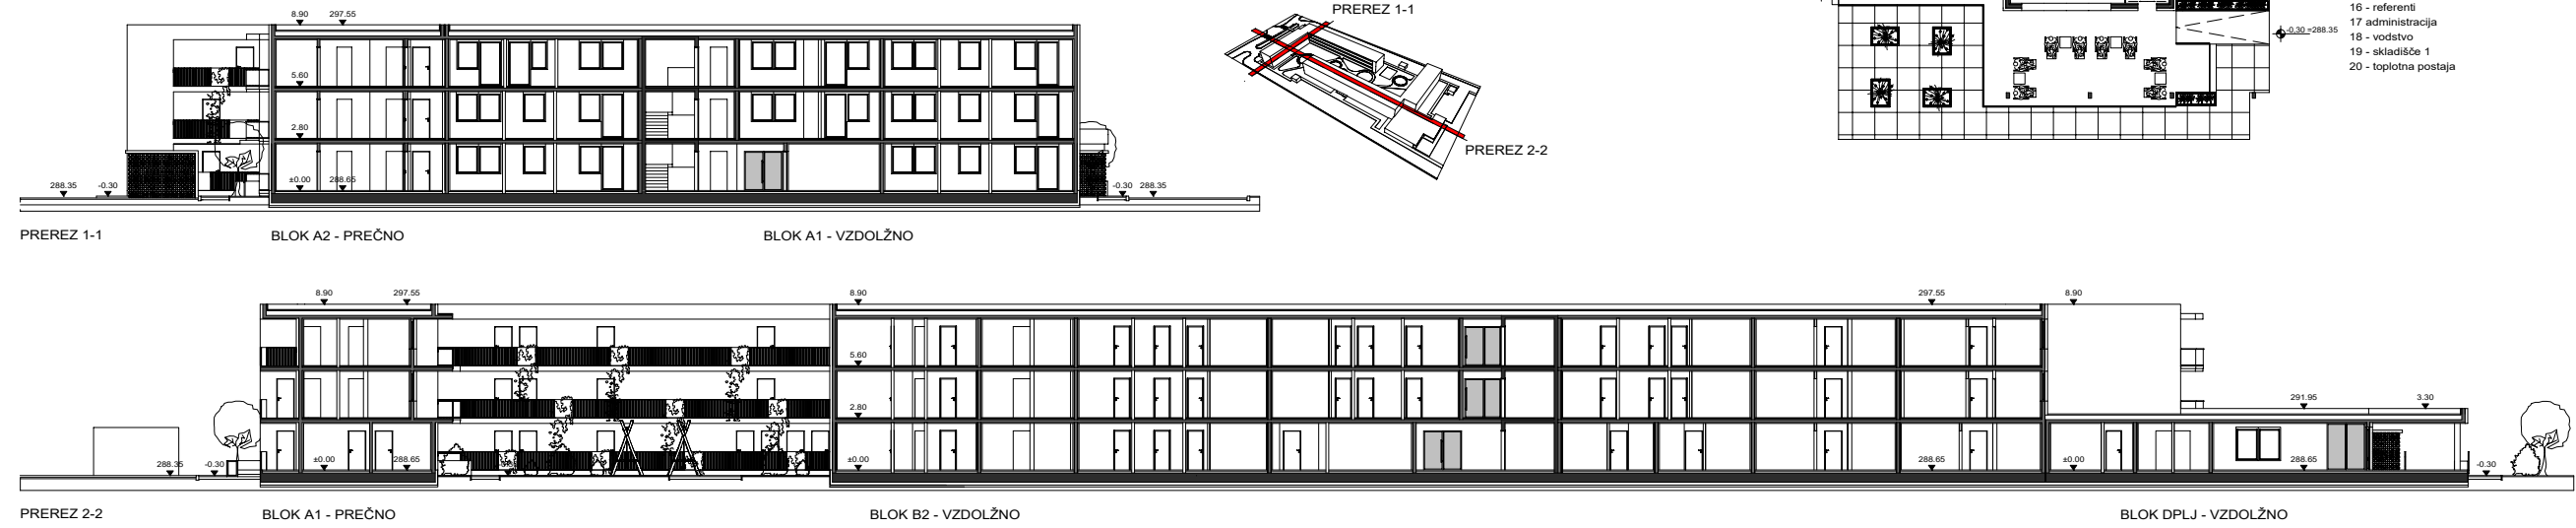 8.90 297.55
5.60
2.80
±0.00 288.65
288.35 -0.30
-0.30 288.35
PREREZ 1-1
BLOK A2 - PREČNO
BLOK A1 - VZDOLŽNO
PREREZ 1-1
PREREZ 2-2
-0.30 =288.35
16 - referenti
17 administracija
18 - vodstvo
19 - skladišče 1
20 - toplotna postaja
8.90 297.55
8.90
297.55
8.90
5.60
2.80
291.95 3.30
288.35 -0.30
±0.00 288.65
±0.00
288.65
±0.00
288.65
-0.30
PREREZ 2-2
BLOK A1 - PREČNO
BLOK B2 - VZDOLŽNO
BLOK DPLJ - VZDOLŽNO